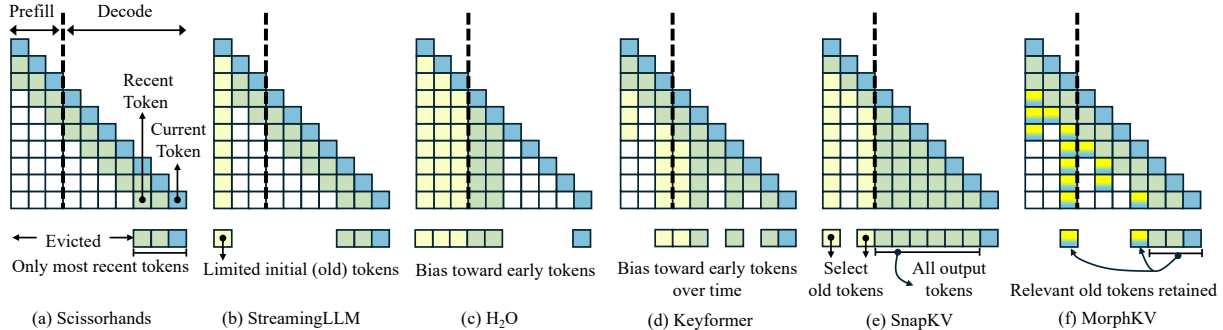 Prefill
Decode
Recent
Token
Current
Token
Evicted
Only most recent tokens
(a) Scissorhands
Limited initial (old) tokens
(b) StreamingLLM
Bias toward early tokens
(c) H2O
Bias toward early tokens
over time
(d) Keyformer
Select
old tokens
All output
tokens
(e) SnapKV
Relevant old tokens retained
(f) MorphKV